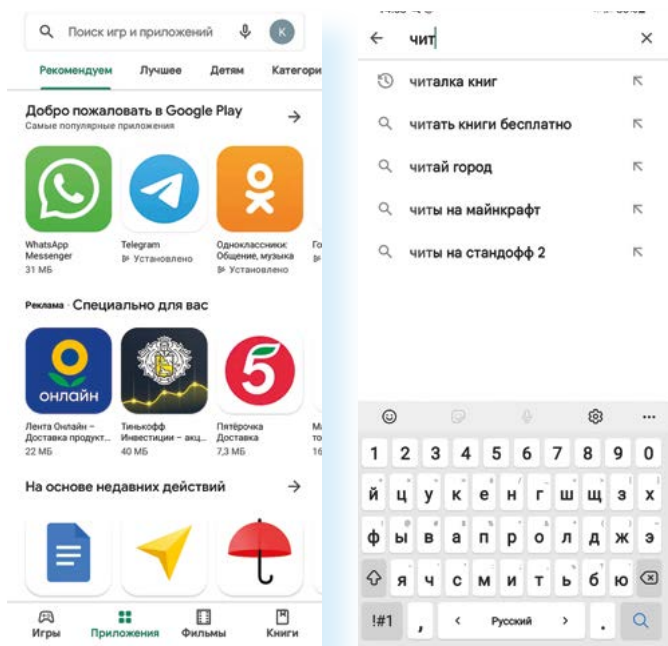 Поиск игр и приложений
K
Рекомендуем Лучшее Детям Категори
Добро пожаловать в Google Play
Самые популярные приложения
WhatsApp Messenger
31 МБ
Telegram
Установлено
Одноклассники: Общение, музыка
Установлено
Реклама · Специально для вас
ОНЛАЙН
5
Лента Онлайн – Доставка продукт...
22 МБ
Тинькофф Инвестиции – акц...
40 МБ
Пятёрочка Доставка
7,3 МБ
На основе недавних действий
Игры Приложения Фильмы Книги
чит
читалка книг
читать книги бесплатно
читай город
читы на майнкрафт
читы на стандофф 2
1 2 3 4 5 6 7 8 9 0
й ц у к е н г ш щ з х
ф ы в а п р о л д ж э
я ч с м и т ь б ю
!#1 , < Русский > .